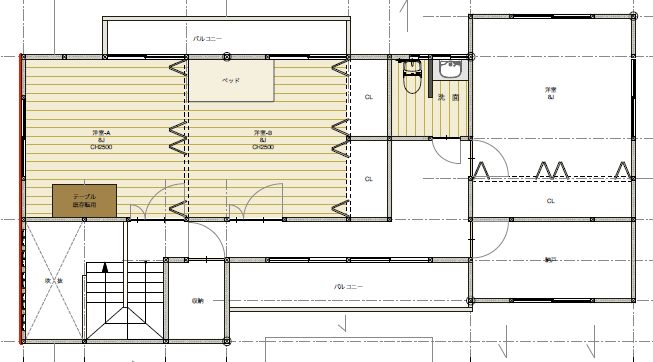 バルコニー
ベッド
洋室-A
8J
CH2500
洋室-B
8J
CH2500
CL
洗 面
洋室
8J
CL
CL
テーブル
既存転用
吹 抜
収納
バルコニー
納戸